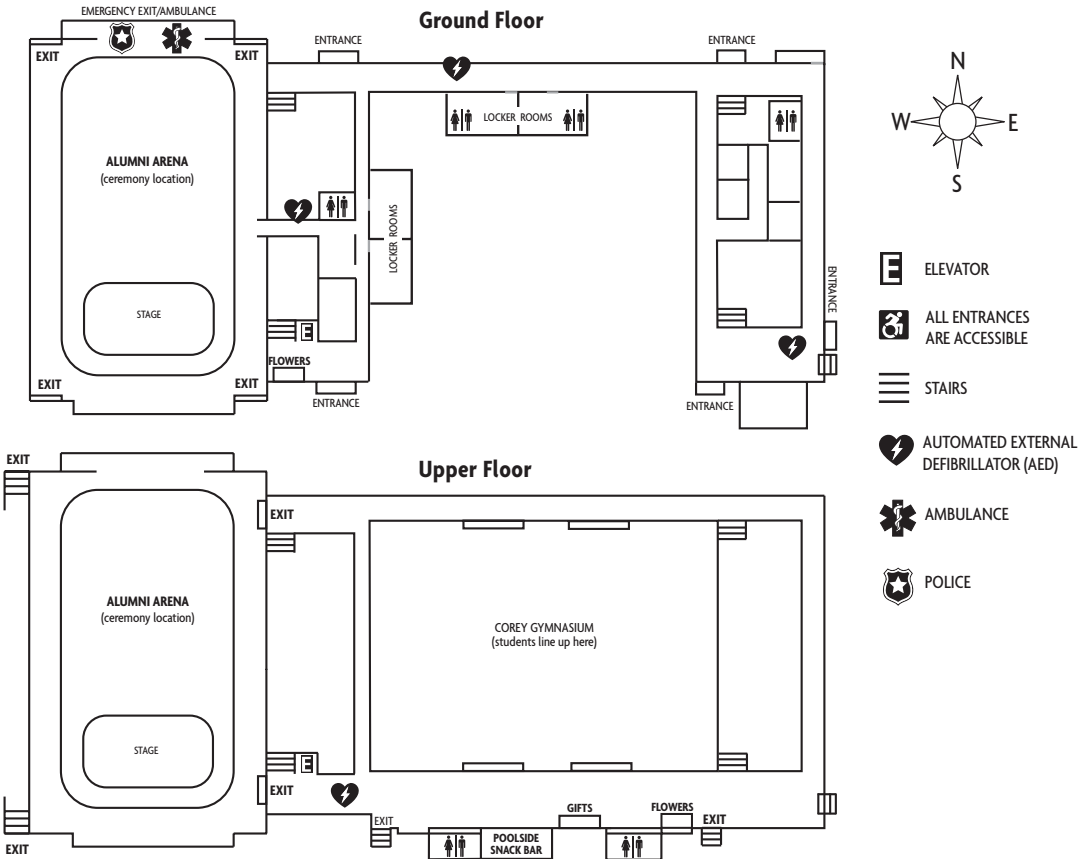 EMERGENCY EXIT/AMBULANCE
Ground Floor
EXIT
EXIT
ENTRANCE
ENTRANCE
N
W
E
S
LOCKER ROOMS
ALUMNI ARENA
(ceremony location)
LOCKER ROOMS
STAGE
E
FLOWERS
EXIT
EXIT
ENTRANCE
ENTRANCE
ENTRANCE
E
ELEVATOR
ALL ENTRANCES
ARE ACCESSIBLE
STAIRS
AUTOMATED EXTERNAL
DEFIBRILLATOR (AED)
AMBULANCE
POLICE
Upper Floor
EXIT
EXIT
ALUMNI ARENA
(ceremony location)
COREY GYMNASIUM
(students line up here)
STAGE
E
EXIT
EXIT
EXIT
GIFTS
FLOWERS
EXIT
POOLSIDE
SNACK BAR